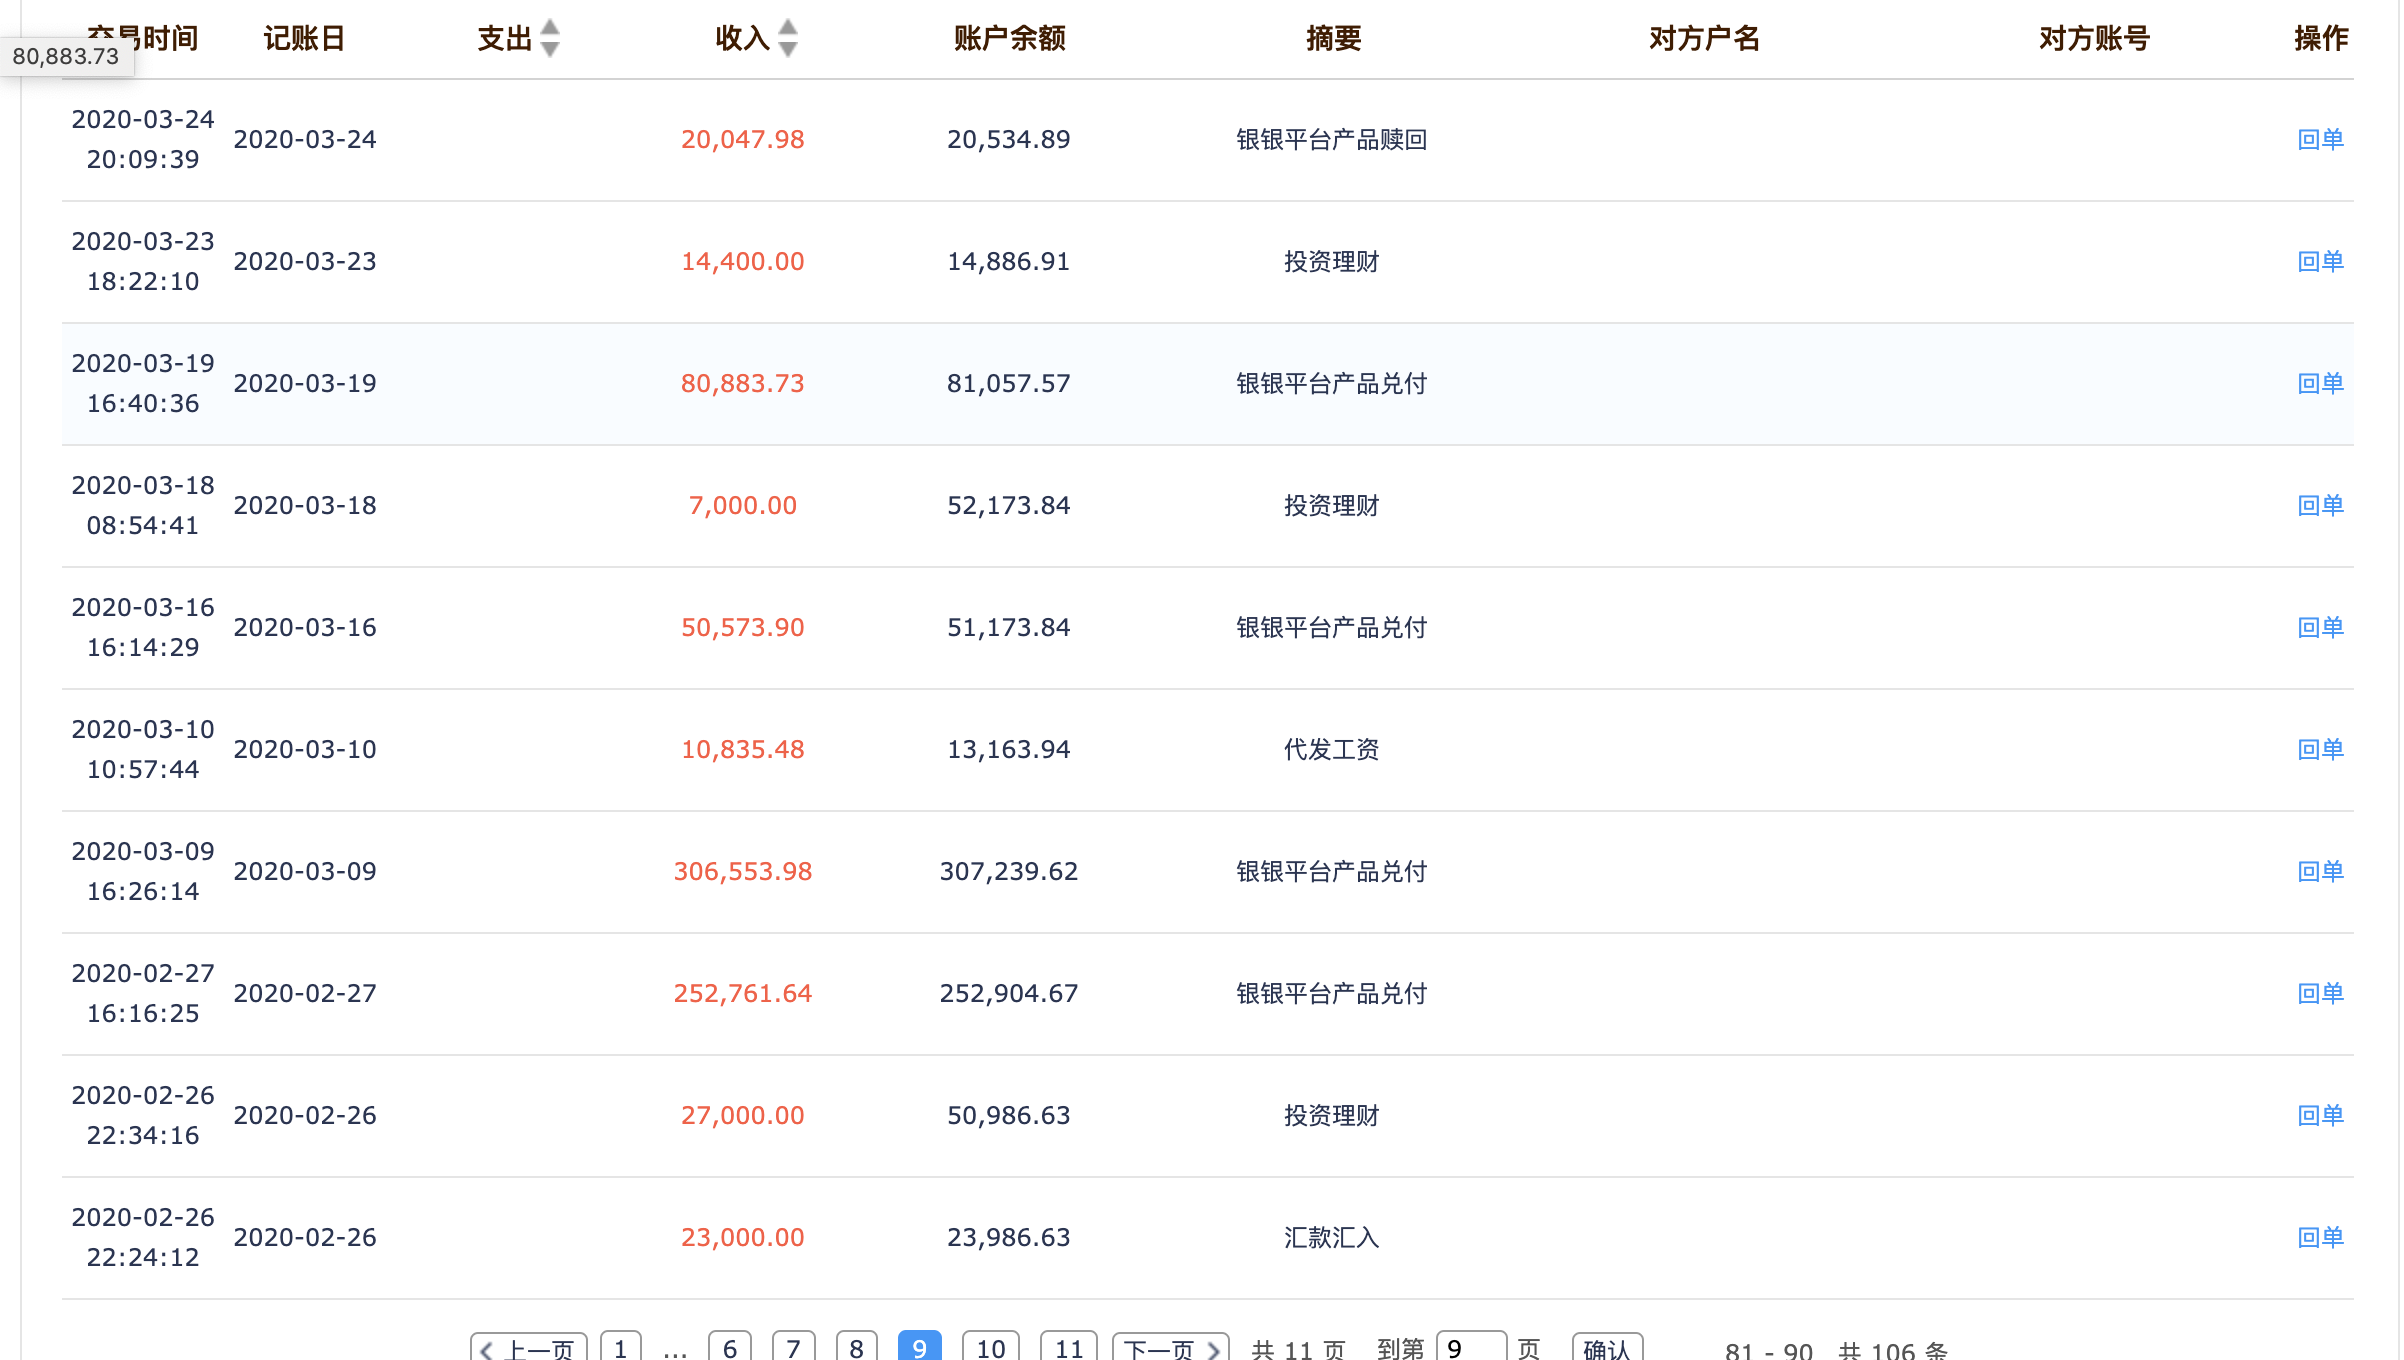 交易时间 记账日 支出 收入 账户余额 摘要 对方户名 对方账号 操作
80,883.73
2020-03-24
20:09:39 2020-03-24 20,047.98 20,534.89 银银平台产品赎回 回单
2020-03-23
18:22:10 2020-03-23 14,400.00 14,886.91 投资理财 回单
2020-03-19
16:40:36 2020-03-19 80,883.73 81,057.57 银银平台产品兑付 回单
2020-03-18
08:54:41 2020-03-18 7,000.00 52,173.84 投资理财 回单
2020-03-16
16:14:29 2020-03-16 50,573.90 51,173.84 银银平台产品兑付 回单
2020-03-10
10:57:44 2020-03-10 10,835.48 13,163.94 代发工资 回单
2020-03-09
16:26:14 2020-03-09 306,553.98 307,239.62 银银平台产品兑付 回单
2020-02-27
16:16:25 2020-02-27 252,761.64 252,904.67 银银平台产品兑付 回单
2020-02-26
22:34:16 2020-02-26 27,000.00 50,986.63 投资理财 回单
2020-02-26
22:24:12 2020-02-26 23,000.00 23,986.63 汇款汇入 回单
上一页 1 ... 6 7 8 9 10 11 下一页 共 11 页 到第 9 页 确认 81 - 90 共 106 条